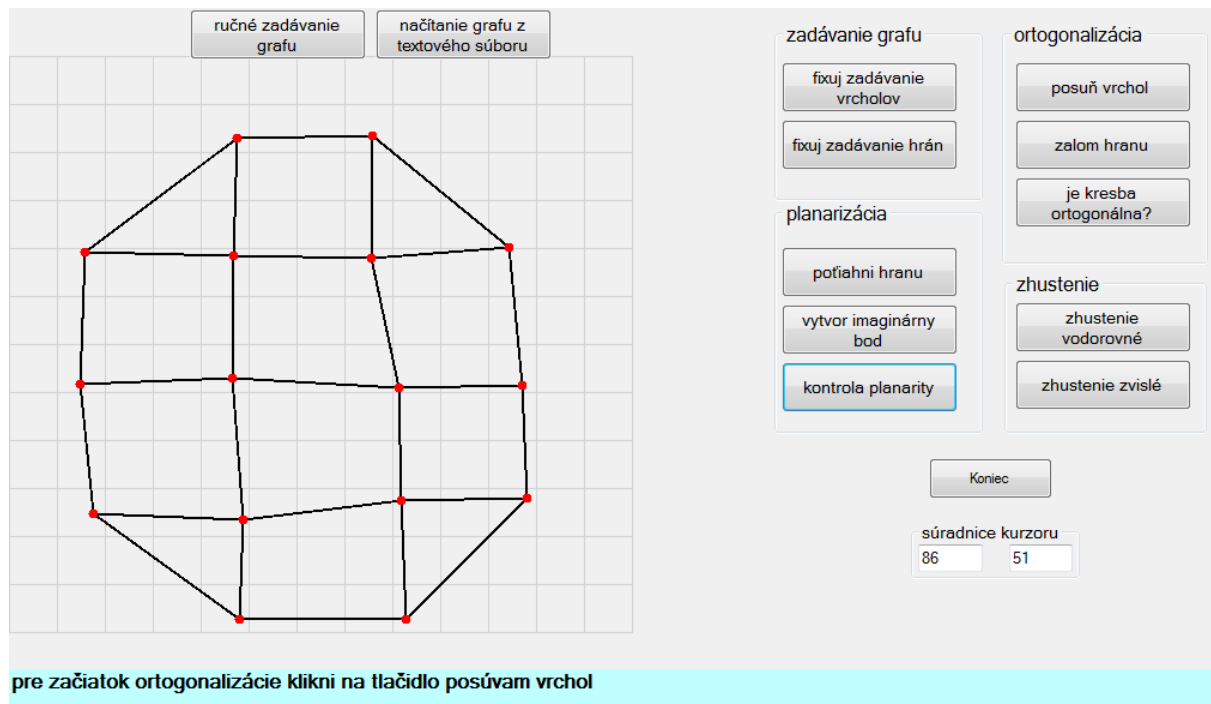 ručné zadávanie
grafu
načítanie grafu z
textového súboru
zadávanie grafu
fixuj zadávanie
vrcholov
fixuj zadávanie hrán
planarizácia
poťiahni hranu
vytvor imaginárny
bod
kontrola planarity
ortogonalizácia
posuň vrchol
zalom hranu
je kresba
ortogonálna?
zhustenie
zhustenie
vodorovné
zhustenie zvislé
Koniec
súradnice kurzoru
86 51
pre začiatok ortogonalizácie klikni na tlačidlo posúvam vrchol